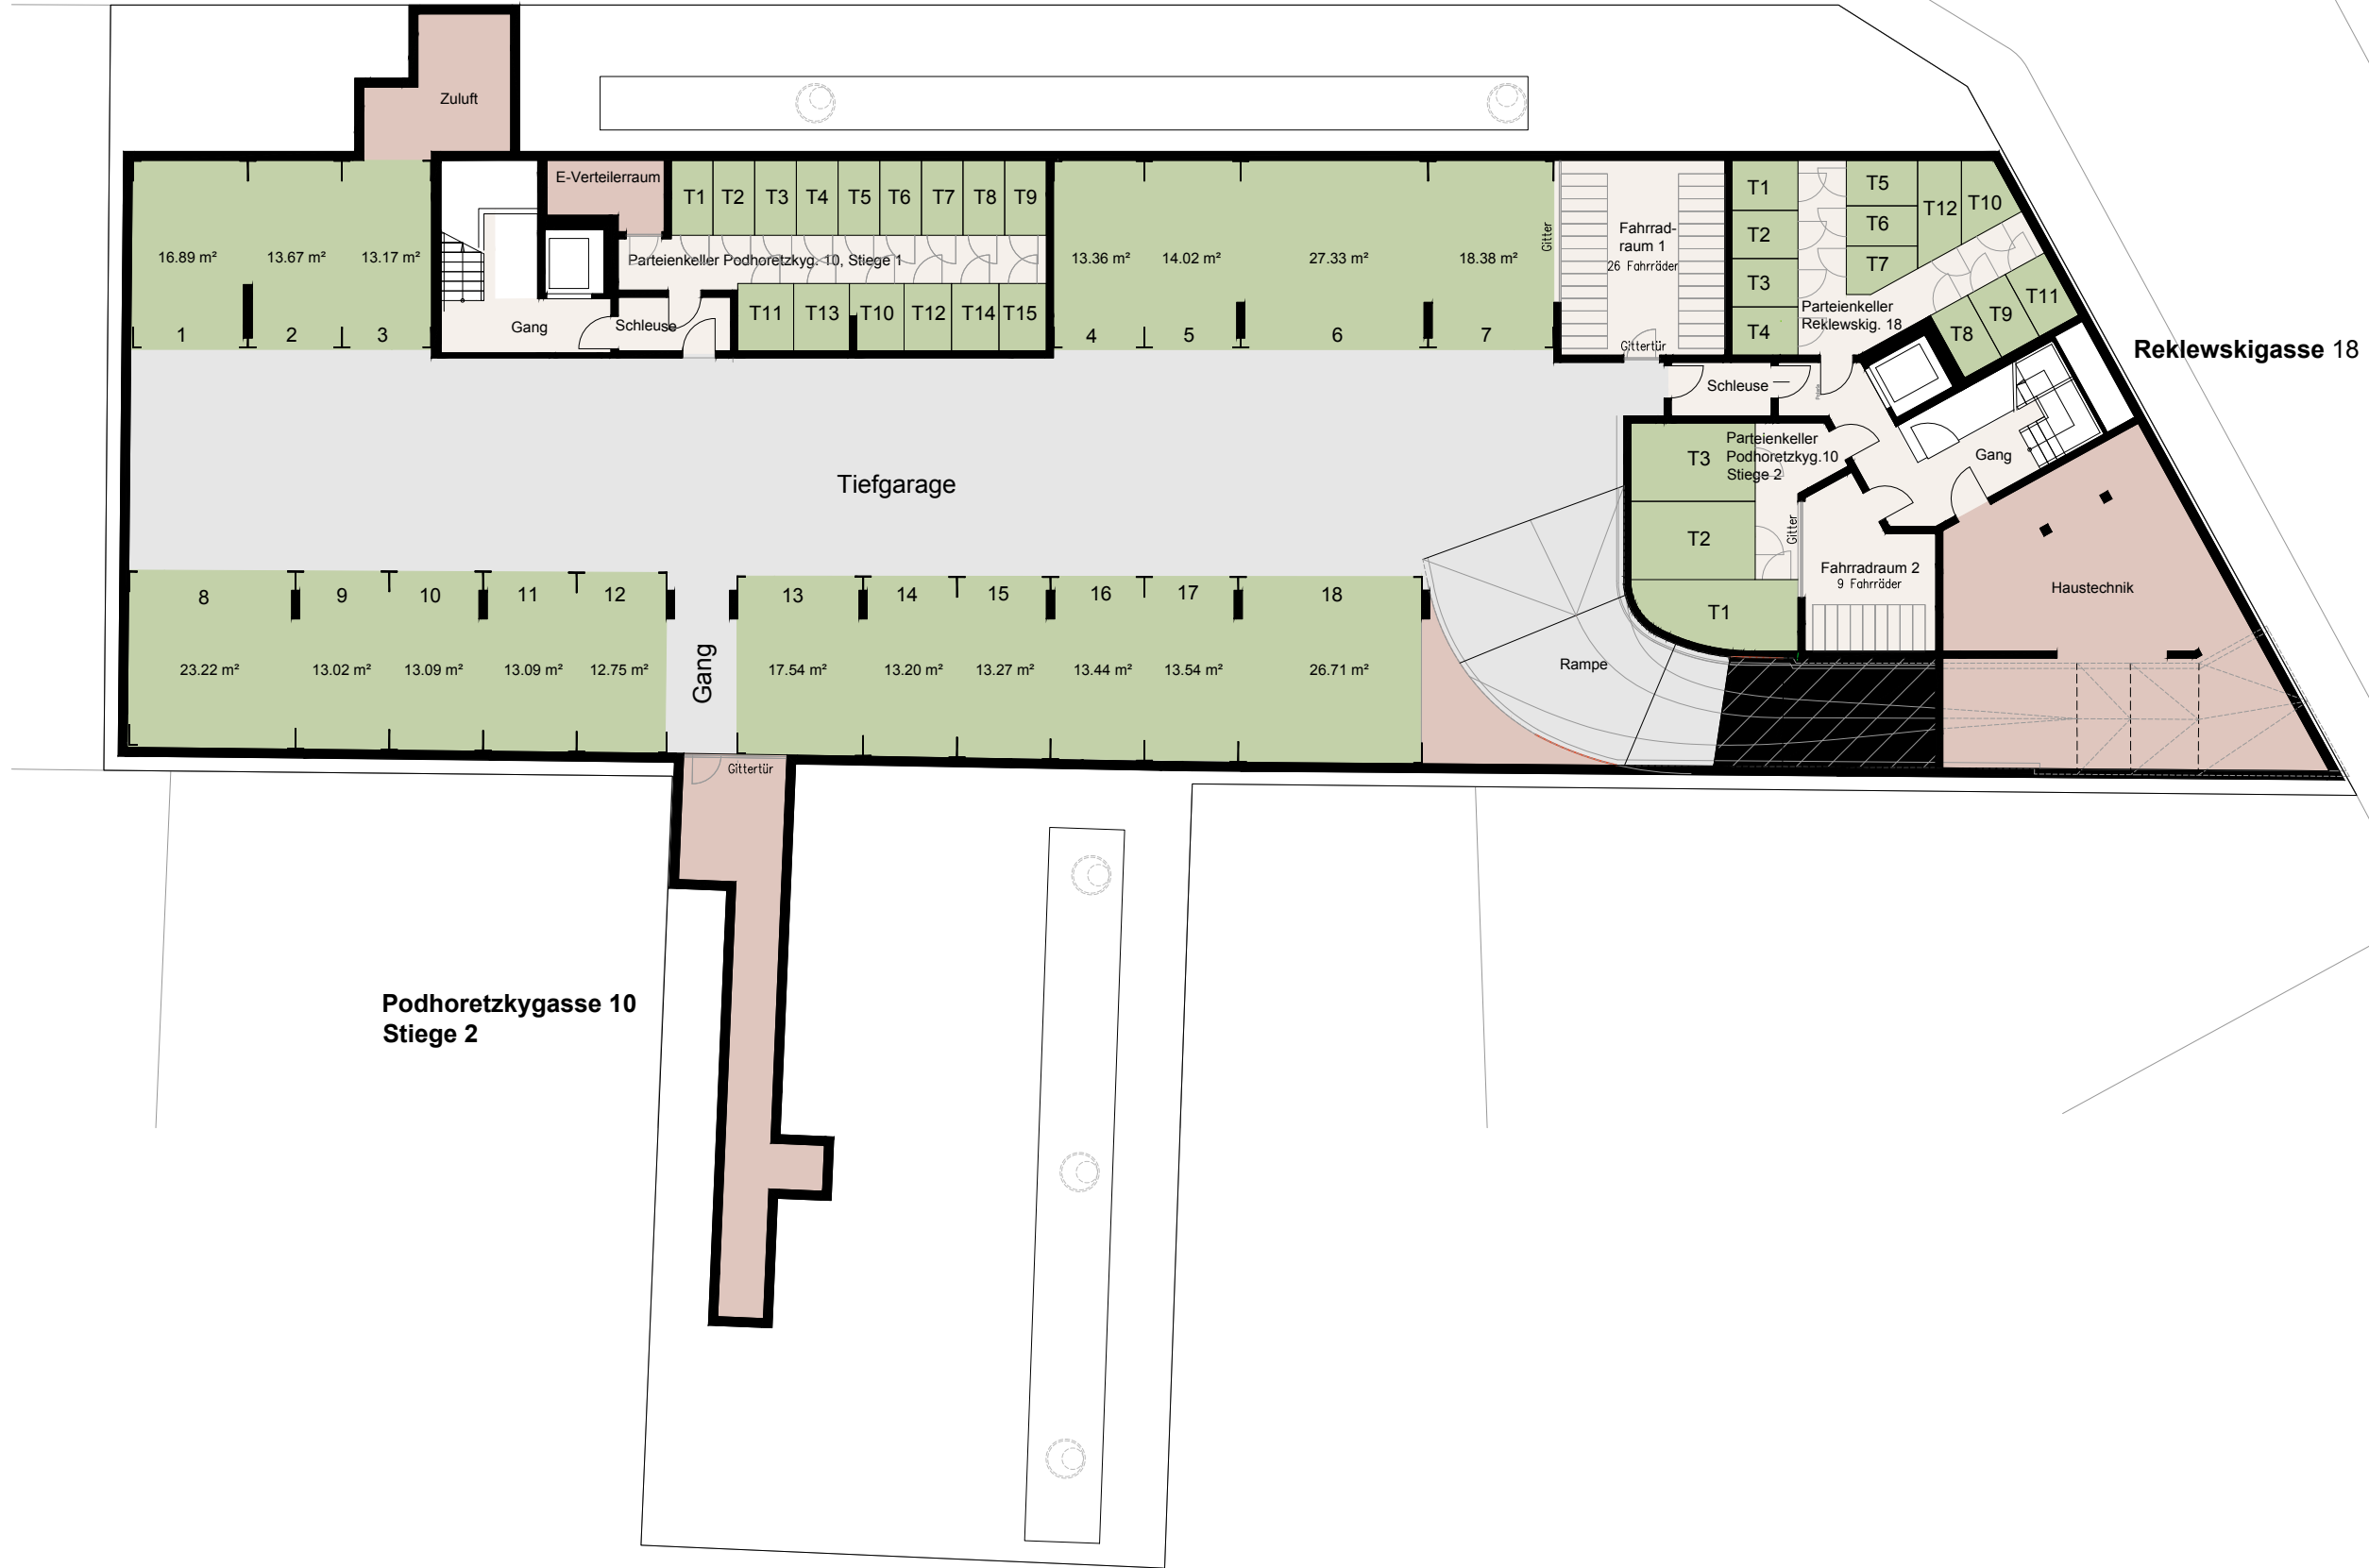 Zuluft
E-Verteilerraum
T1 T2 T3 T4 T5 T6 T7 T8 T9
16.89 m² 13.67 m² 13.17 m²
1 2 3
Parteienkeller Podhoretzkyg. 10, Stiege 1
Gang
Schleuse
T11 T13 T10 T12 T14 T15
13.36 m² 14.02 m² 27.33 m² 18.38 m²
4 5 6 7
Gitter
Fahrrad-
raum 1
26 Fahrräder
Gittertür
T1
T2
T3
T4
T5
T6
T7
T12 T10
Parteienkeller
Reklewskig. 18
T8 T9 T11
Reklewskigasse 18
Schleuse
Tiefgarage
Parteienkeller
Podhoretzkyg.10
Stiege 2
T3
T2
T1
Gang
Gitter
Fahrradraum 2
9 Fahrräder
Haustechnik
8 9 10 11 12
23.22 m² 13.02 m² 13.09 m² 13.09 m² 12.75 m²
Gang
13 14 15 16 17 18
17.54 m² 13.20 m² 13.27 m² 13.44 m² 13.54 m² 26.71 m²
Rampe
Gittertür
Podhoretzkygasse 10
Stiege 2